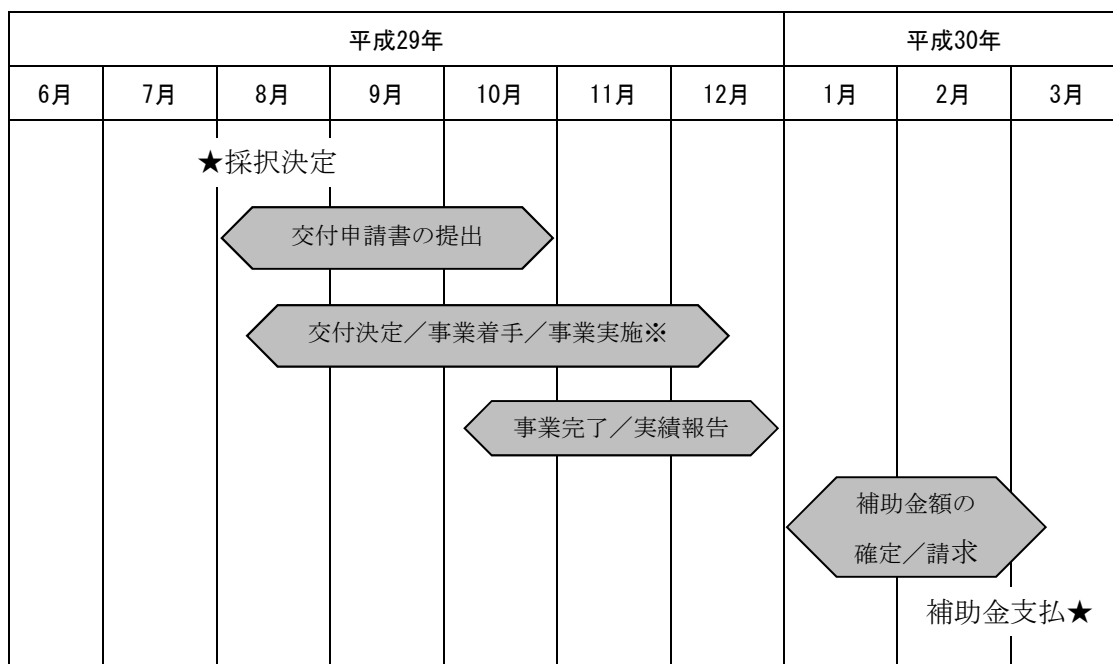 平成29年 平成30年
6月 7月 8月 9月 10月 11月 12月 1月 2月 3月
★採択決定
交付申請書の提出
交付決定／事業着手／事業実施※
事業完了／実績報告
補助金額の
確定／請求
補助金支払★